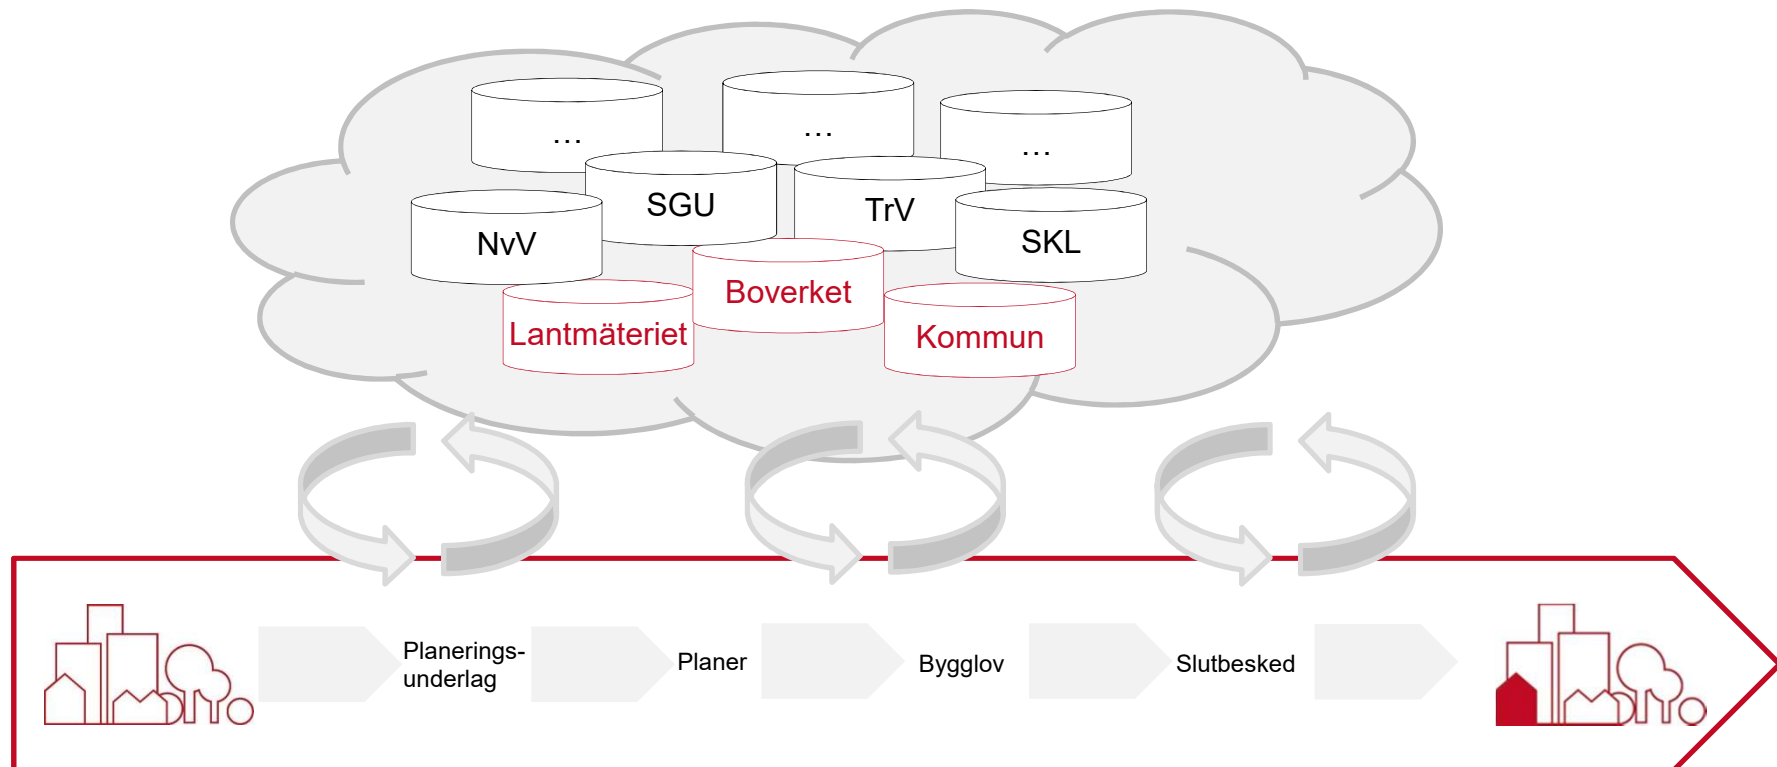 ...
...
...
SGU
TrV
NvV
SKL
Boverket
Lantmäteriet
Kommun
Planerings-
underlag
Planer
Bygglov
Slutbesked